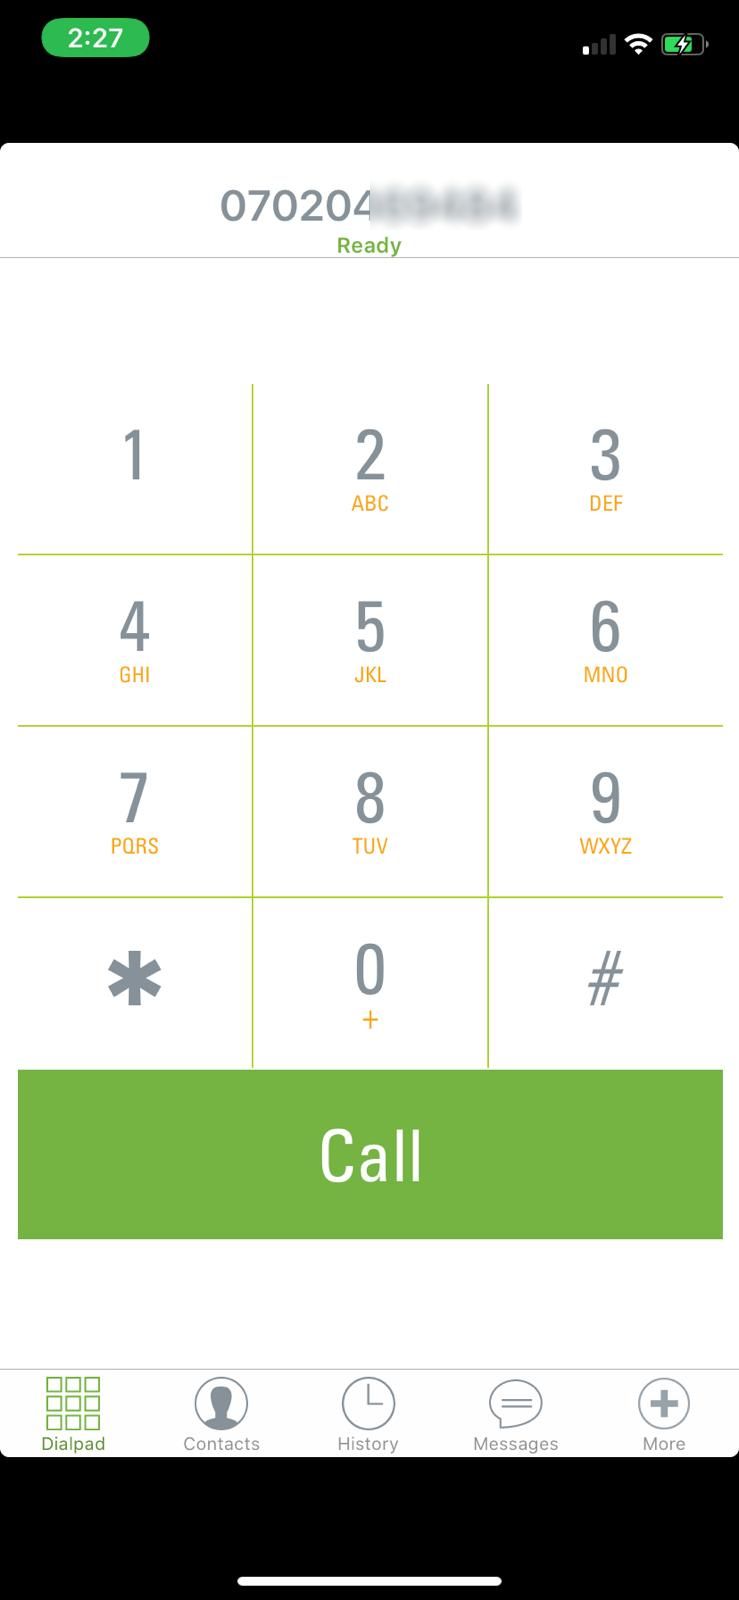 2:27
070204
Ready
1
2
3
ABC
DEF
4
5
6
GHI
JKL
MNO
7
8
9
PQRS
TUV
WXYZ
*
0
#
+
Call
Dialpad
Contacts
History
Messages
More